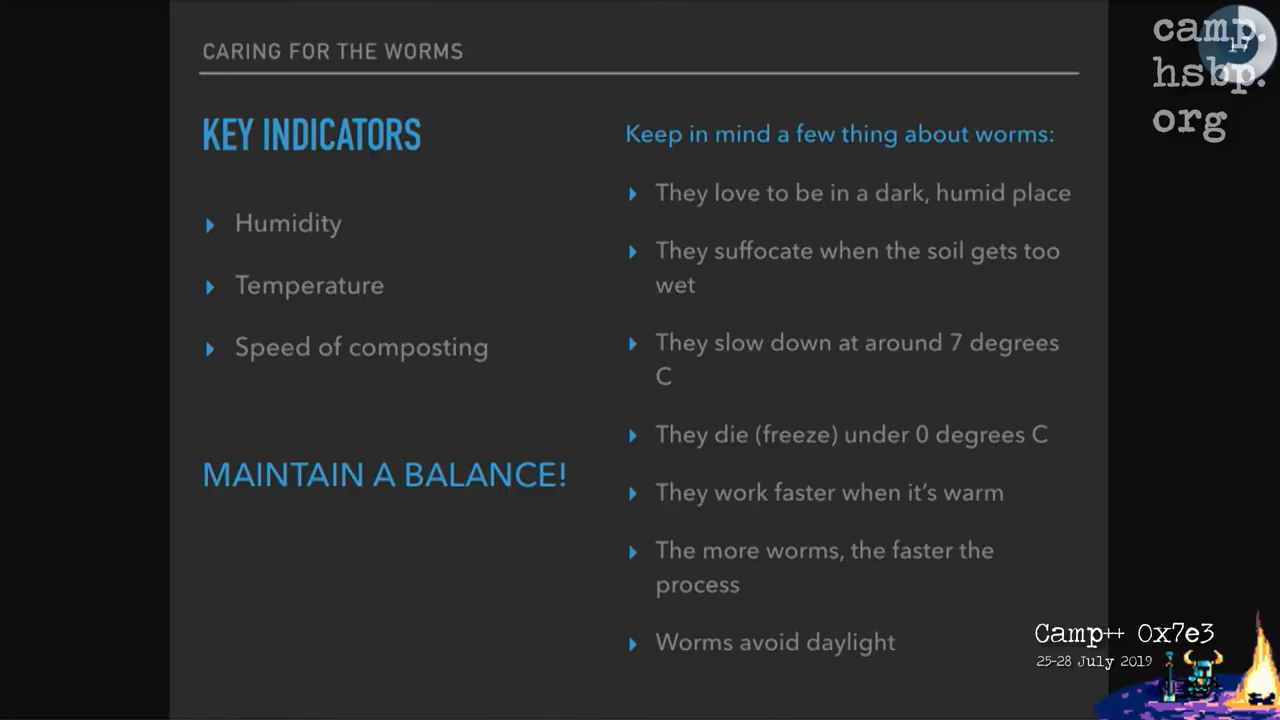 CARING FOR THE WORMS
KEY INDICATORS
Humidity
Temperature
Speed of composting
MAINTAIN A BALANCE!
Keep in mind a few thing about worms:
They love to be in a dark, humid place
They suffocate when the soil gets too
wet
They slow down at around 7 degrees
C
They die (freeze) under 0 degrees C
They work faster when it's warm
The more worms, the faster the
process
Worms avoid daylight
camp.
hsbp.
org
17
Camp++ 0x7e3
25-28 July 2019